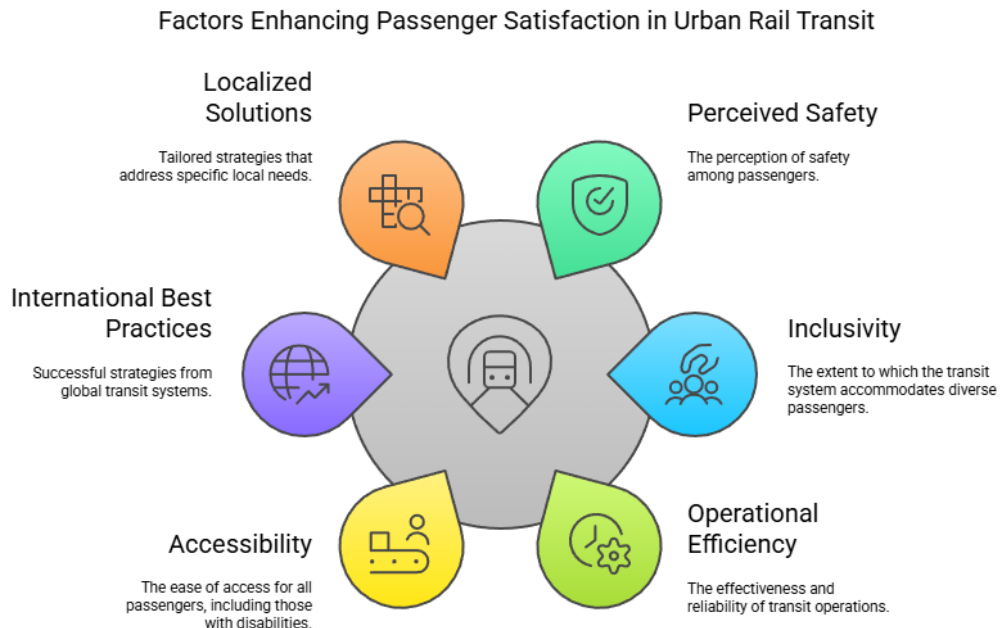 Factors Enhancing Passenger Satisfaction in Urban Rail Transit
Localized
Solutions
Tailored strategies that
address specific local needs.
Perceived Safety
The perception of safety
among passengers.
International Best
Practices
Successful strategies from
global transit systems.
Inclusivity
The extent to which the transit
system accommodates diverse
passengers.
Accessibility
The ease of access for all
passengers, including those
with disabilities.
Operational
Efficiency
The effectiveness and
reliability of transit operations.